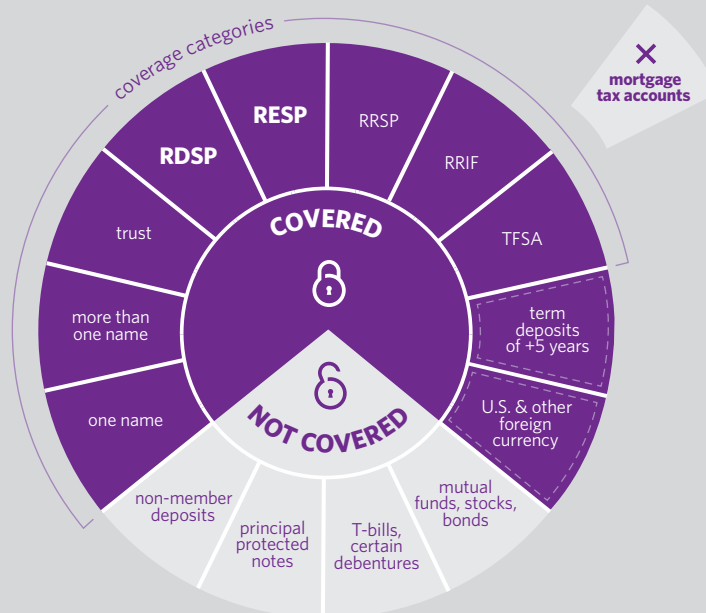 coverage categories
mortgage
tax accounts
RESP
RRSP
RDSP
RRIF
trust
TFSA
COVERED
more than
one name
term
deposits
of +5 years
one name
U.S. & other
foreign
currency
NOT COVERED
non-member
deposits
principal
protected
notes
T-bills,
certain
debentures
mutual
funds, stocks,
bonds